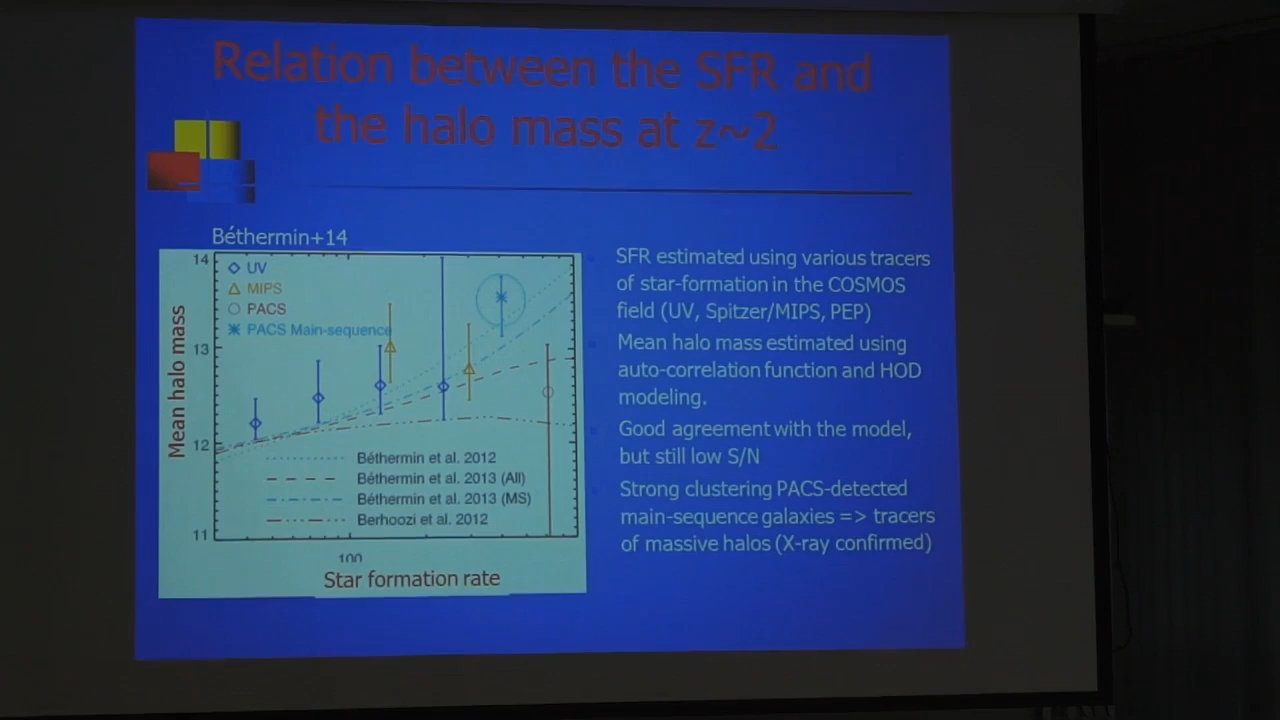 Relation between the SFR and
the halo mass at z~2
Béthermin+14
14
13
12
11
Mean halo mass
UV
MIPS
PACS
PACS Main-sequence
Béthermin et al. 2012
Béthermin et al. 2013 (All)
Béthermin et al. 2013 (MS)
Berhoozi et al. 2012
100
Star formation rate
SFR estimated using various tracers
of star-formation in the COSMOS
field (UV, Spitzer/MIPS, PEP)
Mean halo mass estimated using
auto-correlation function and HOD
modeling.
Good agreement with the model,
but still low S/N
Strong clustering PACS-detected
main-sequence galaxies => tracers
of massive halos (X-ray confirmed)